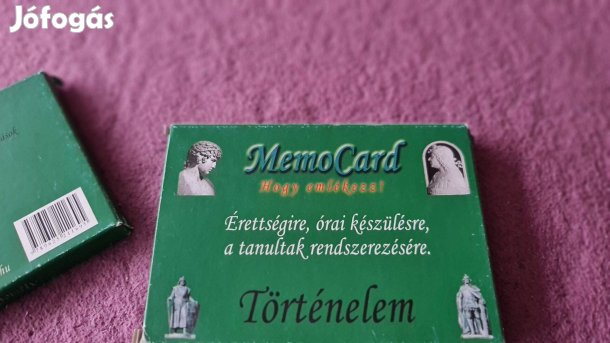 Jófogás
MemoCard
Hogy emlékezz!
Érettségire, órai készülésre,
a tanultak rendszerezésére.
Történelem